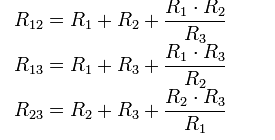 R₁₂ = R₁ + R₂ + (R₁ · R₂)/R₃
R₁₃ = R₁ + R₃ + (R₁ · R₃)/R₂
R₂₃ = R₂ + R₃ + (R₂ · R₃)/R₁